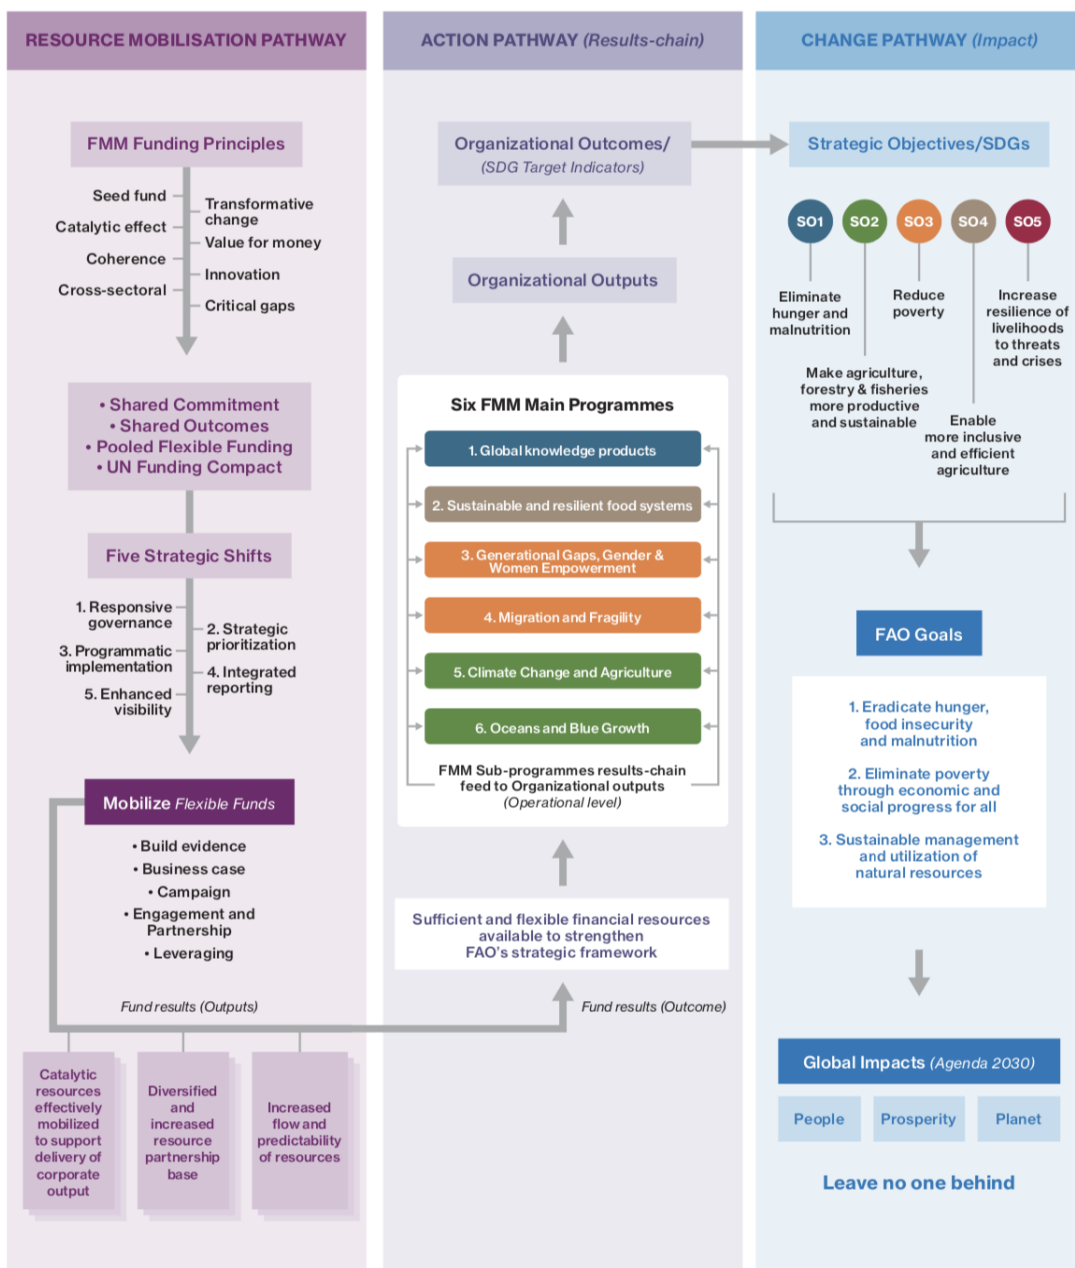 RESOURCE MOBILISATION PATHWAY
FMM Funding Principles
Seed fund
Transformative
change
Catalytic effect
Value for money
Coherence
Innovation
Cross-sectoral
Critical gaps
• Shared Commitment
• Shared Outcomes
• Pooled Flexible Funding
• UN Funding Compact
Five Strategic Shifts
1. Responsive
governance
2. Strategic
prioritization
3. Programmatic
implementation
4. Integrated
reporting
5. Enhanced
visibility
Mobilize Flexible Funds
• Build evidence
• Business case
• Campaign
• Engagement and
Partnership
• Leveraging
Fund results (Outputs)
Catalytic
resources
effectively
mobilized
to support
delivery of
corporate
output
Diversified
and
increased
resource
partnership
base
Increased
flow and
predictability
of resources
ACTION PATHWAY (Results-chain)
Organizational Outcomes/
(SDG Target Indicators)
Organizational Outputs
Six FMM Main Programmes
1. Global knowledge products
2. Sustainable and resilient food systems
3. Generational Gaps, Gender &
Women Empowerment
4. Migration and Fragility
5. Climate Change and Agriculture
6. Oceans and Blue Growth
FMM Sub-programmes results-chain
feed to Organizational outputs
(Operational level)
Sufficient and flexible financial resources
available to strengthen
FAO's strategic framework
Fund results (Outcome)
CHANGE PATHWAY (Impact)
Strategic Objectives/SDGs
SO1
SO2
SO3
SO4
SO5
Eliminate
hunger and
malnutrition
Make agriculture,
forestry & fisheries
more productive
and sustainable
Reduce
poverty
Enable
more inclusive
and efficient
agriculture
Increase
resilience of
livelihoods
to threats
and crises
FAO Goals
1. Eradicate hunger,
food insecurity
and malnutrition
2. Eliminate poverty
through economic and
social progress for all
3. Sustainable management
and utilization of
natural resources
Global Impacts (Agenda 2030)
People
Prosperity
Planet
Leave no one behind